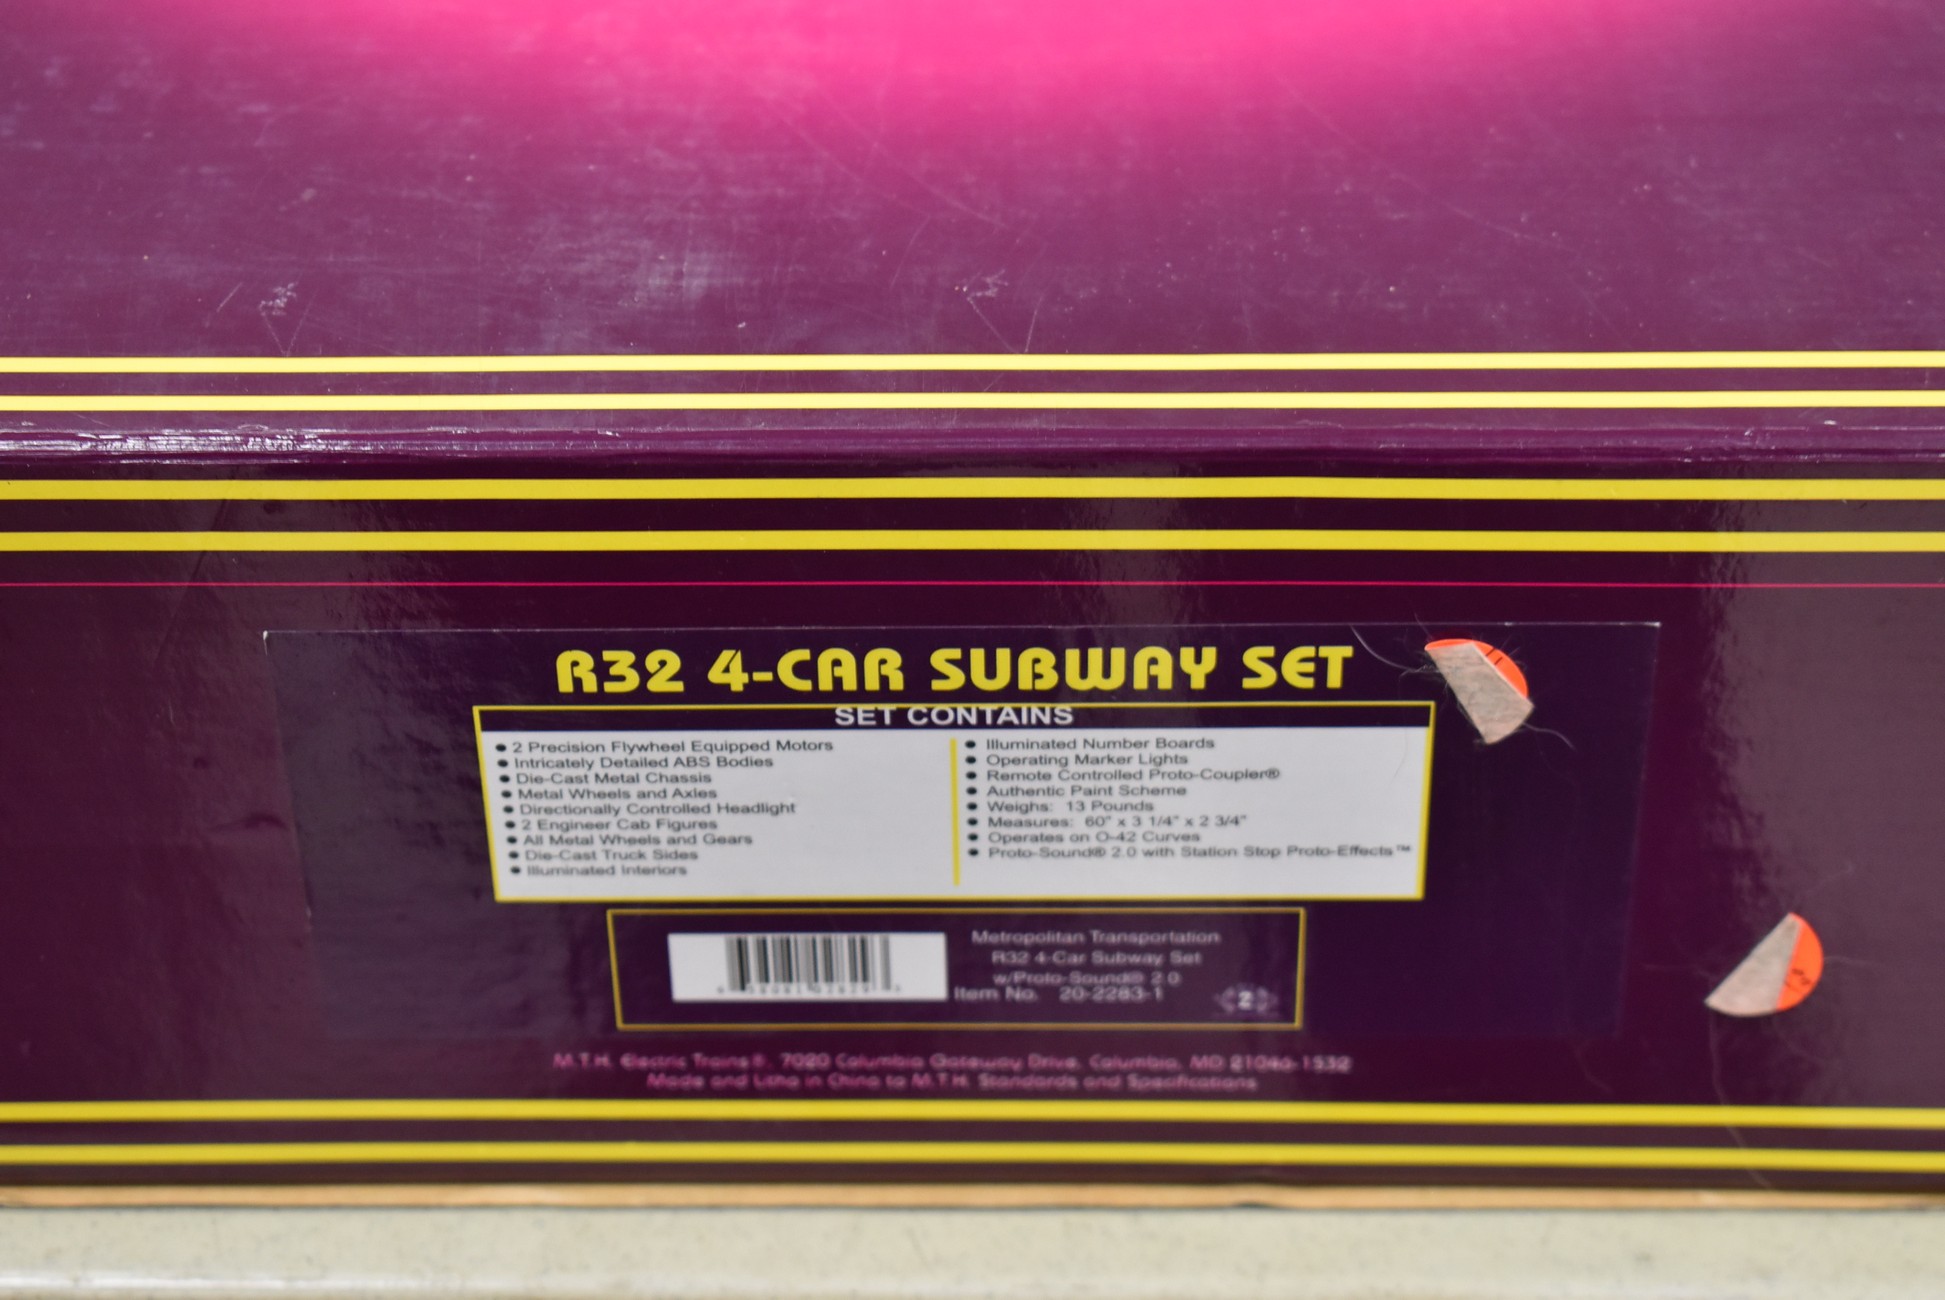 R32 4-CAR SUBWAY SET
SET CONTAINS
● 2 Precision Flywheel Equipped Motors
● Intricately Detailed ABS Bodies
● Die-Cast Metal Chassis
● Metal Wheels and Axles
● Directionally Controlled Headlight
● 2 Engineer Cab Figures
● All Metal Wheels and Gears
● Die-Cast Truck Sides
● Illuminated Interiors
● Illuminated Number Boards
● Operating Marker Lights
● Remote Controlled Proto-Coupler®
● Authentic Paint Scheme
● Weighs: 13 Pounds
● Measures: 60" x 3 1/4" x 2 3/4"
● Operates on O-42 Curves
● Proto-Sound® 2.0 with Station Stop Proto-Effects™
Metropolitan Transportation
R32 4-Car Subway Set
w/Proto-Sound® 2.0
Item No. 20-2283-1
2
M.T.H. Electric Trains®, 7020 Columbia Gateway Drive, Columbia, MD 21046-1532
Made and Litho in China to M.T.H. Standards and Specifications